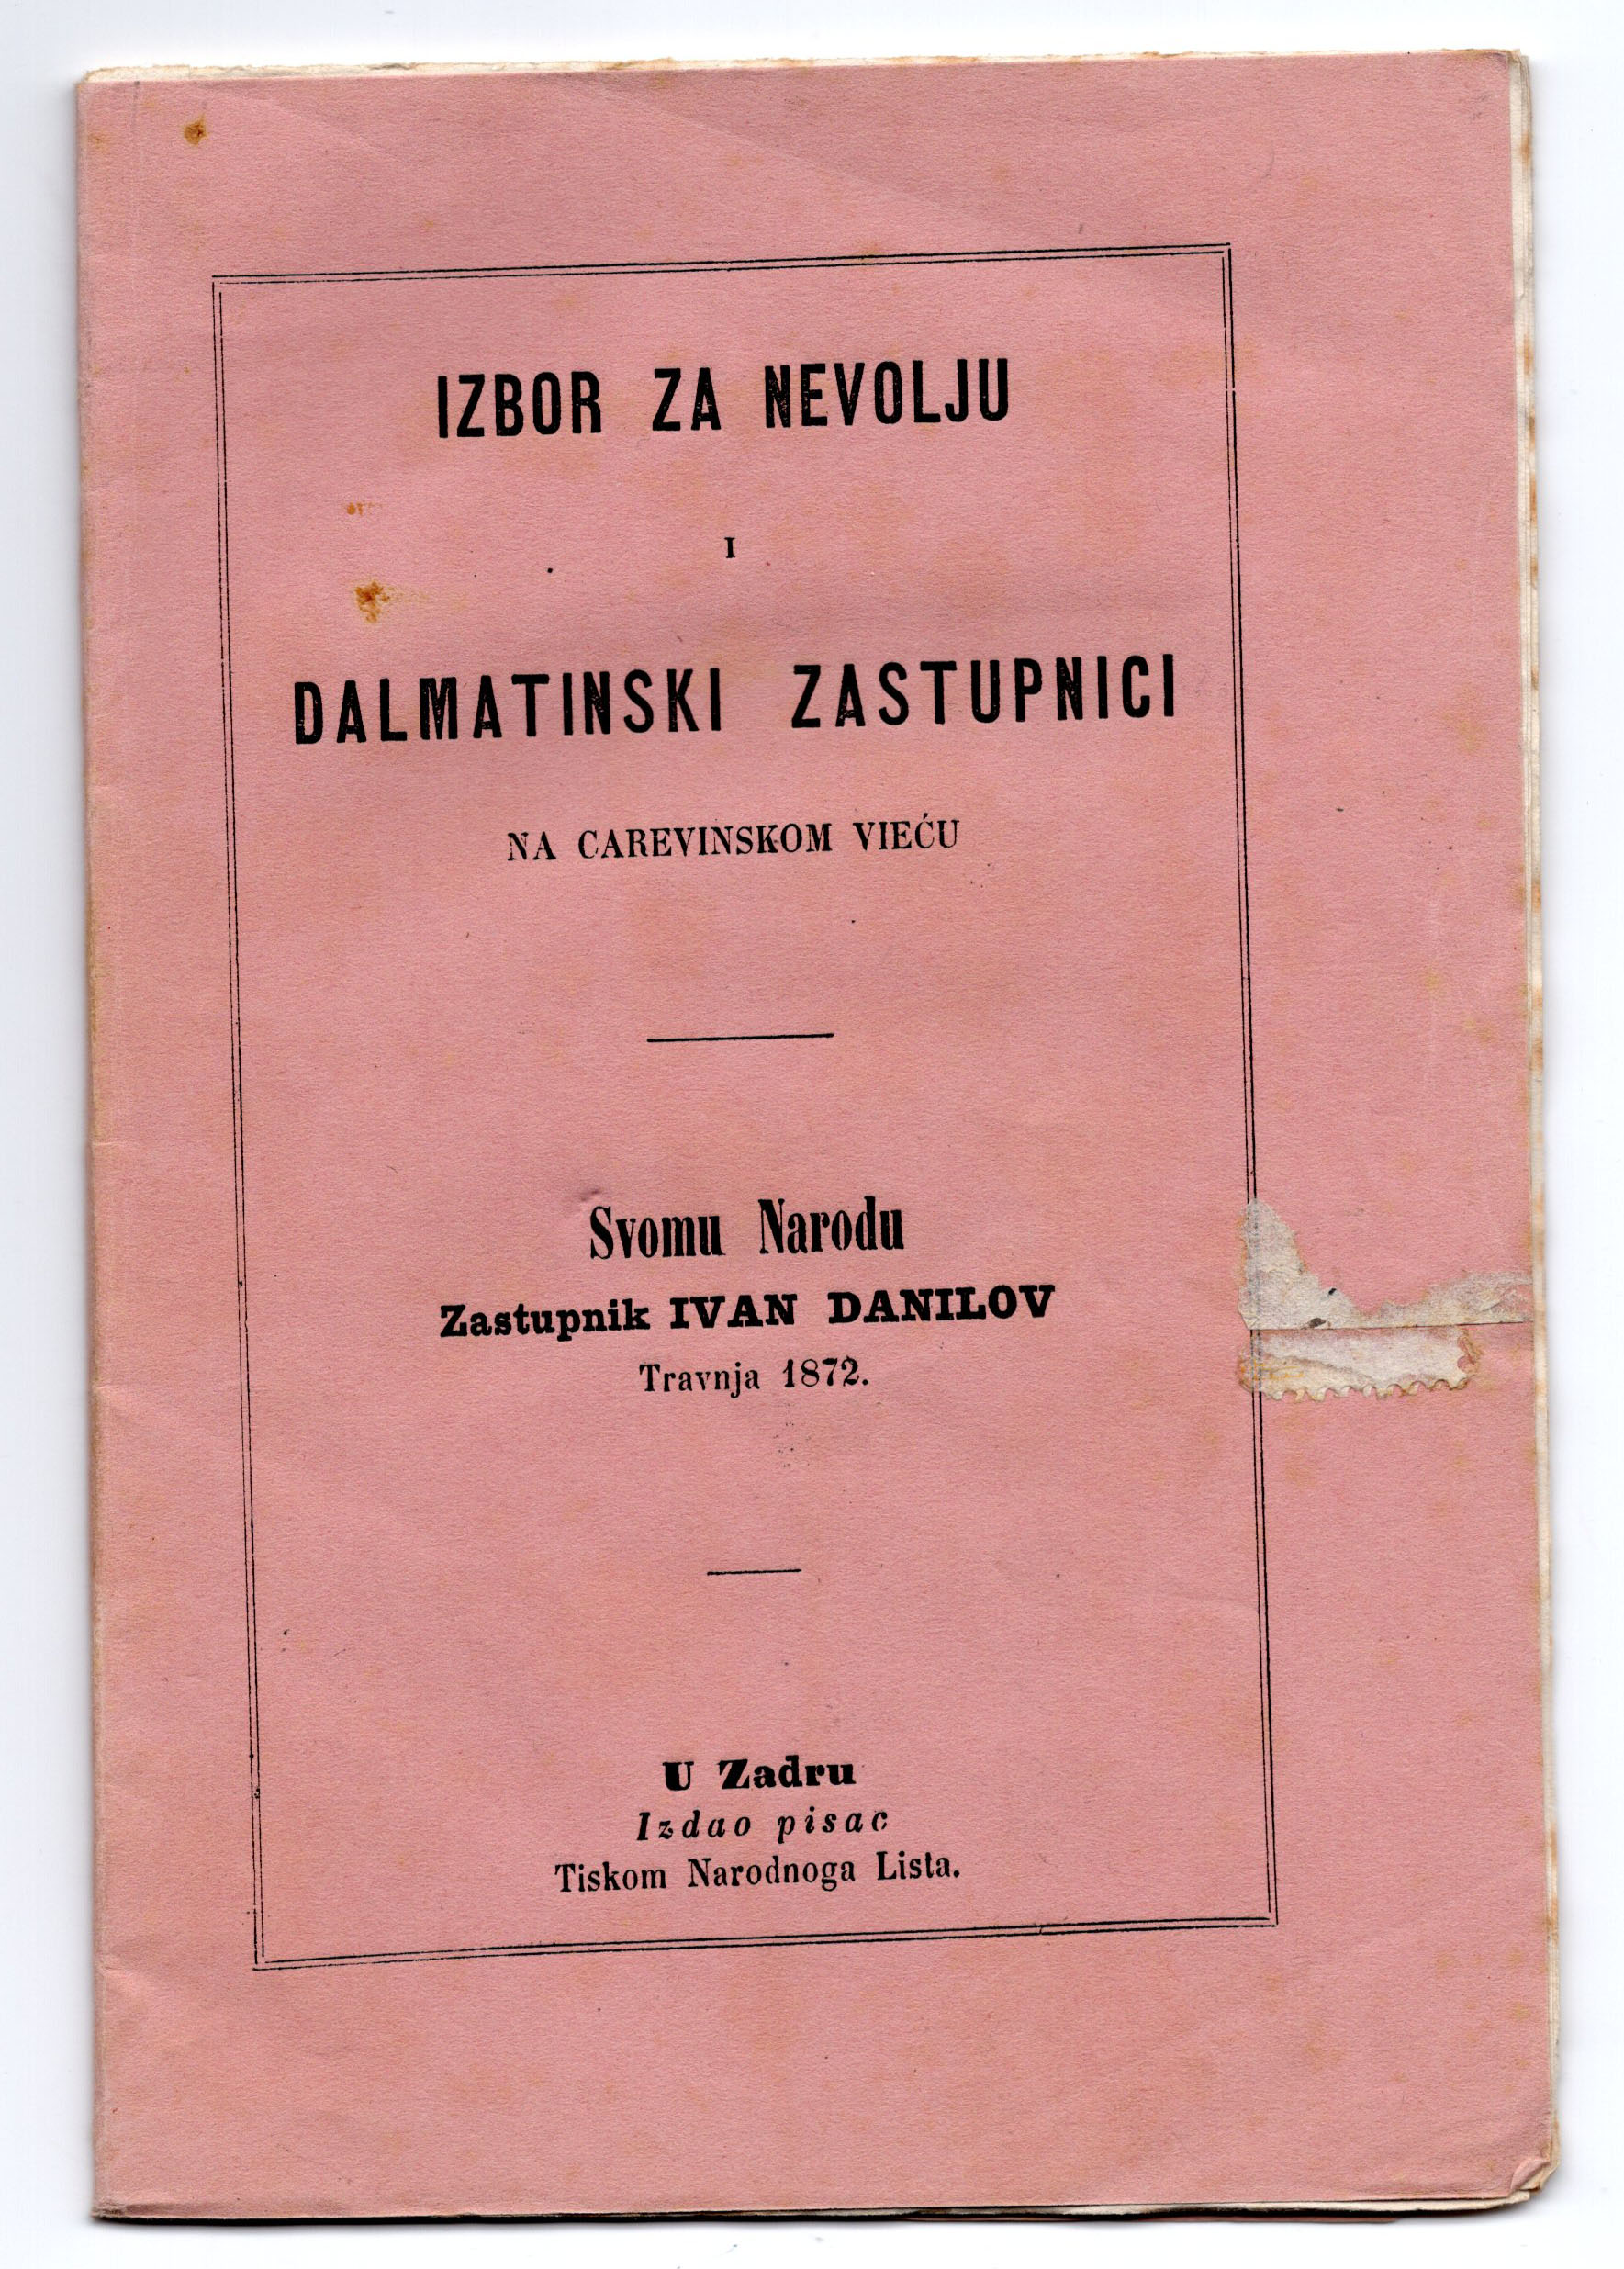 IZBOR ZA NEVOLJU
I
DALMATINSKI ZASTUPNICI
NA CAREVINSKOM VIEĆU
Svomu Narodu
Zastupnik IVAN DANILOV
Travnja 1872.
U Zadru
Izdao pisac
Tiskom Narodnoga Lista.